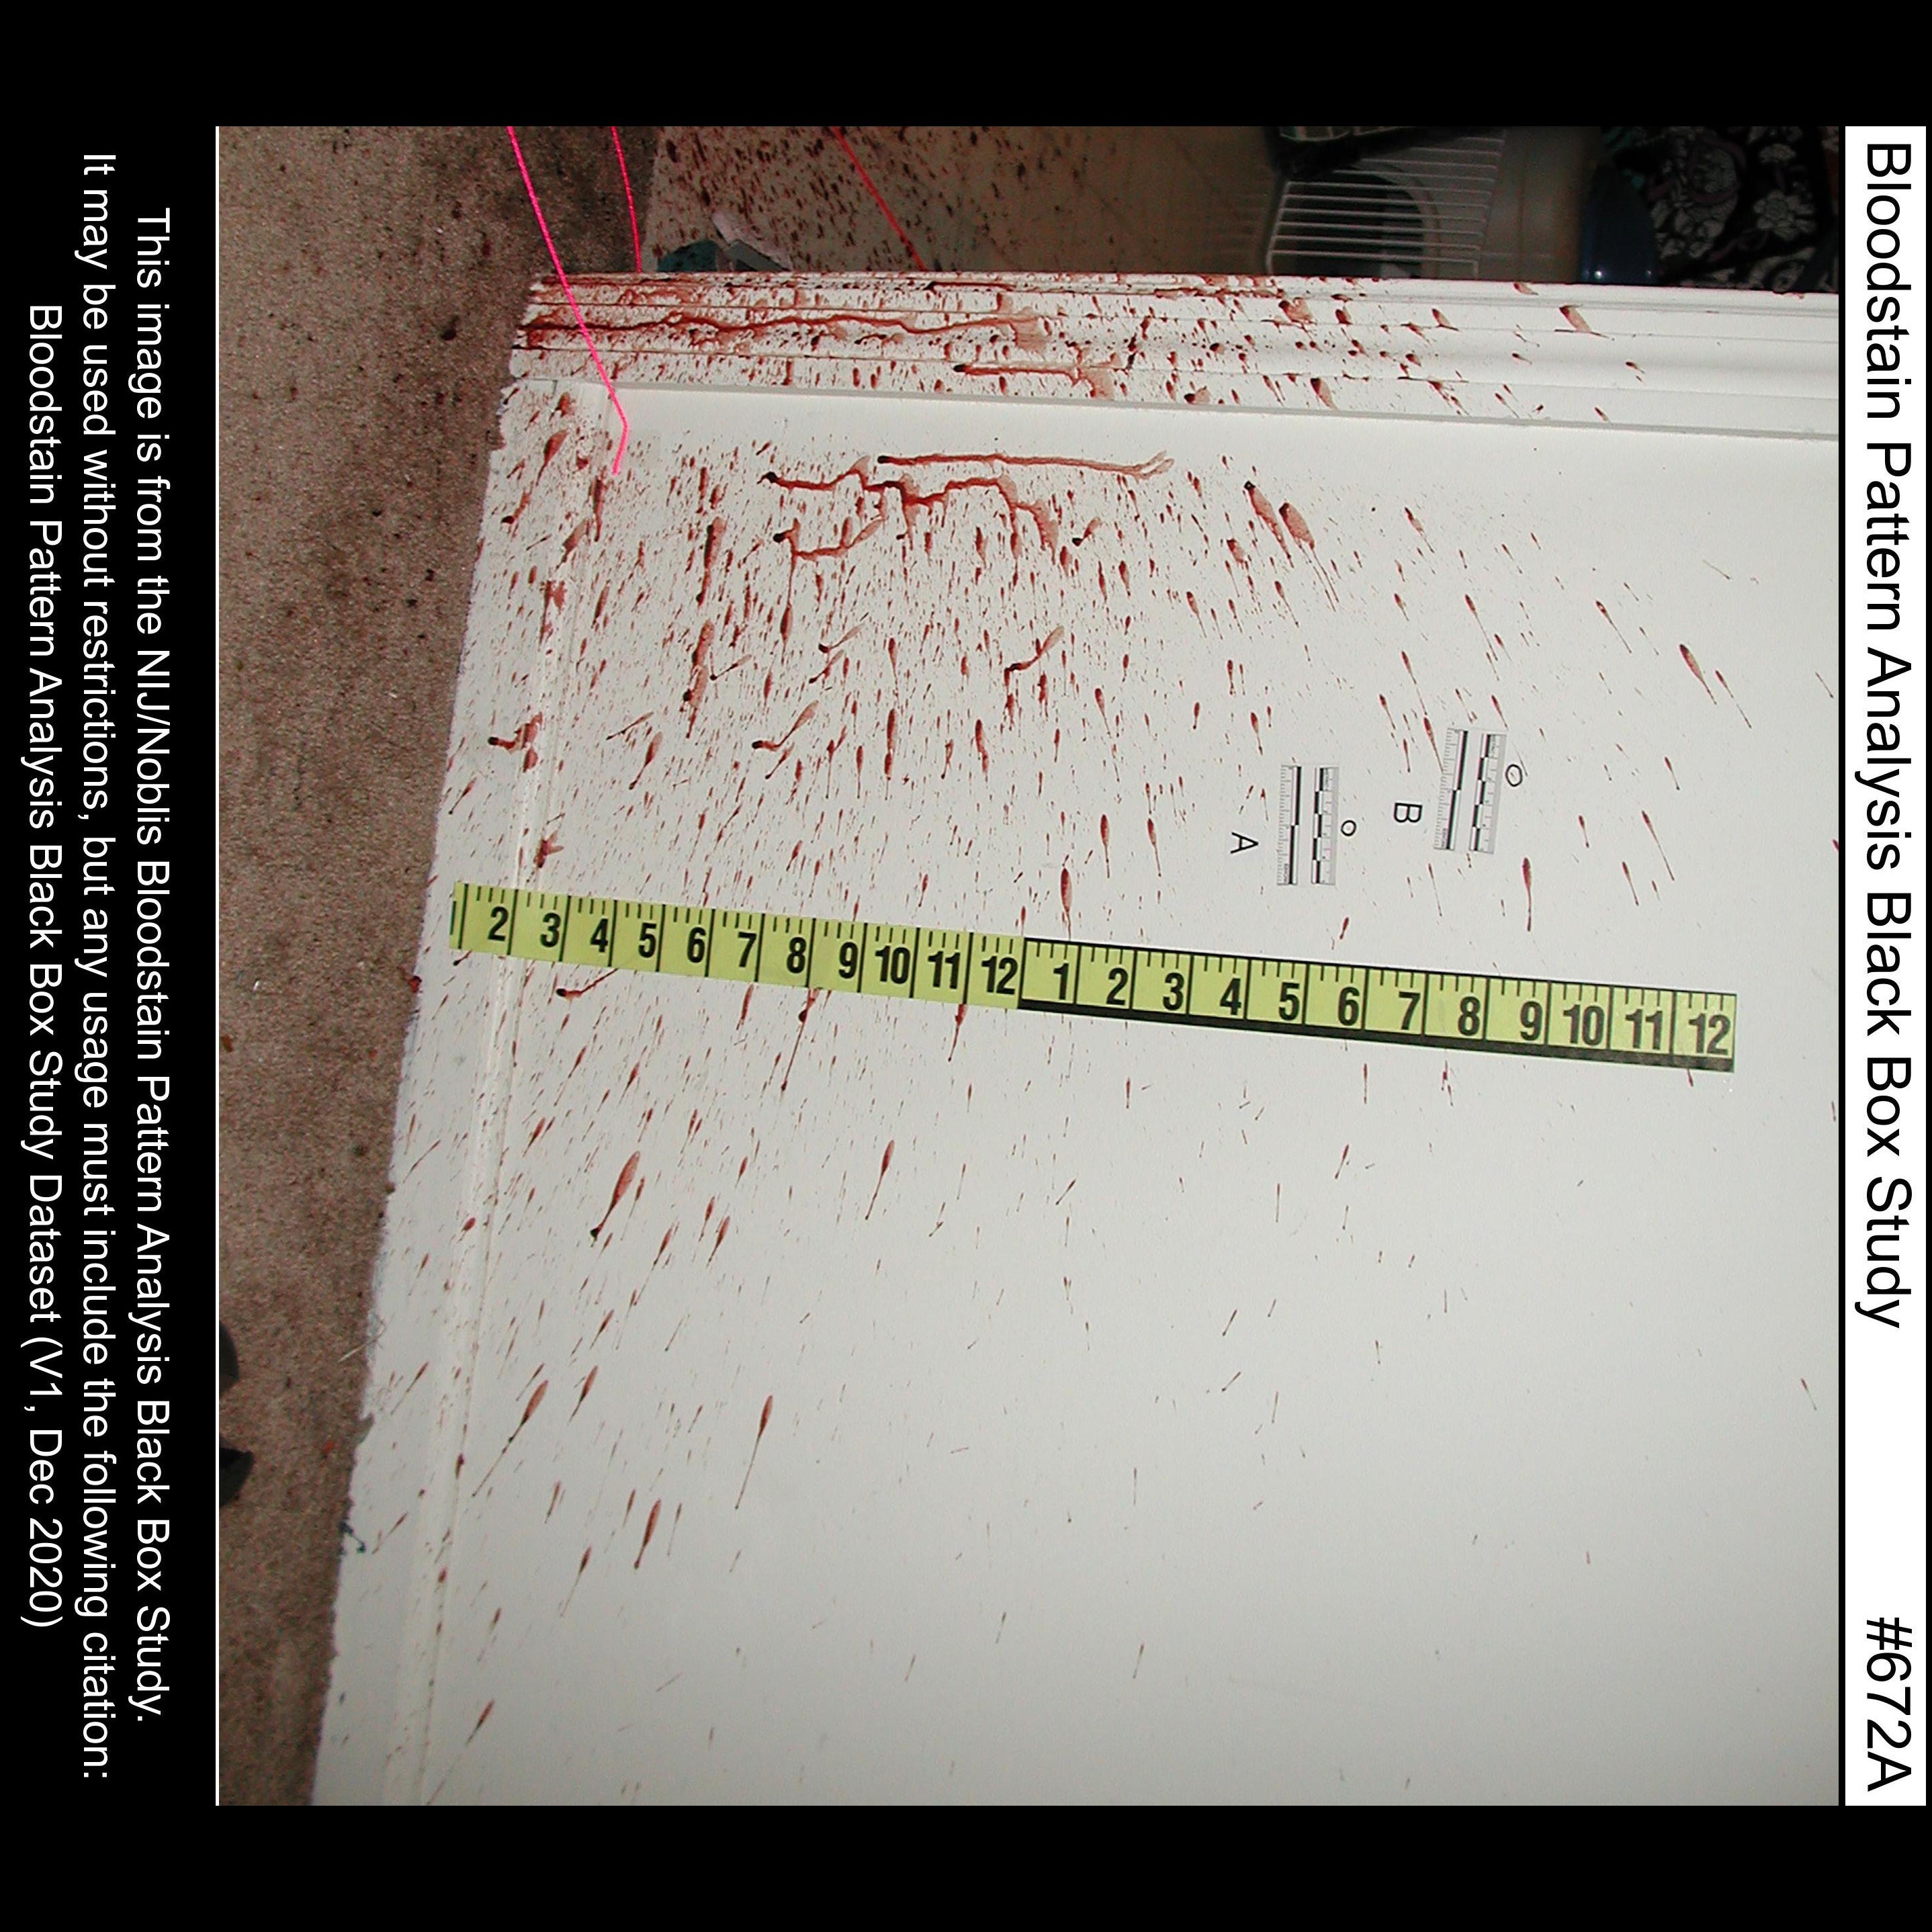 Bloodstain Pattern Analysis Black Box Study #672A
B
A
2 3 4 5 6 7 8 9 10 11 12 1 2 3 4 5 6 7 8 9 10 11 12
This image is from the NIJ/Noblis Bloodstain Pattern Analysis Black Box Study.
It may be used without restrictions, but any usage must include the following citation:
Bloodstain Pattern Analysis Black Box Study Dataset (V1, Dec 2020)